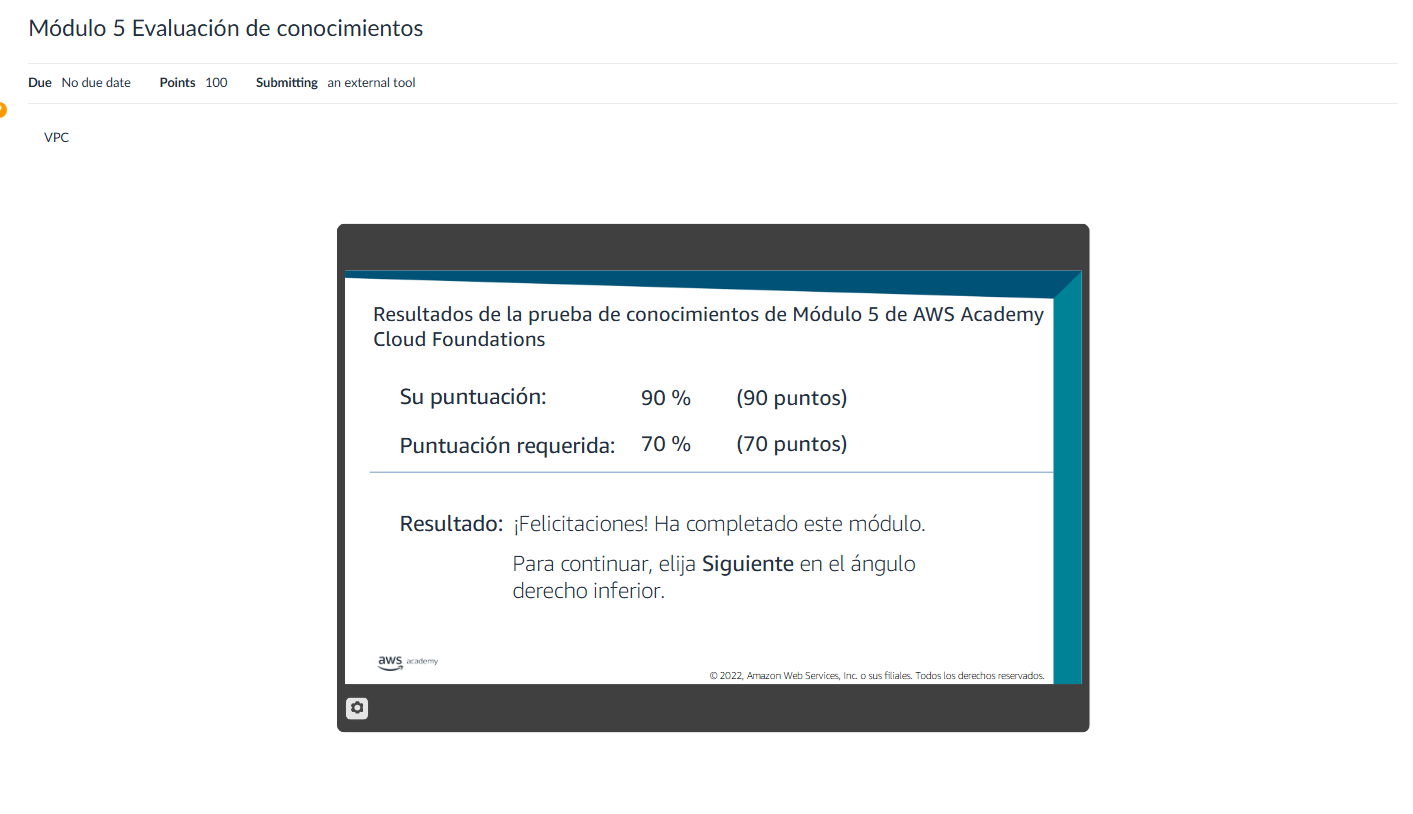 Módulo 5 Evaluación de conocimientos
Due No due date Points 100 Submitting an external tool
VPC
Resultados de la prueba de conocimientos de Módulo 5 de AWS Academy
Cloud Foundations
Su puntuación: 90 % (90 puntos)
Puntuación requerida: 70 % (70 puntos)
Resultado: ¡Felicitaciones! Ha completado este módulo.
Para continuar, elija Siguiente en el ángulo
derecho inferior.
aws academy
© 2022, Amazon Web Services, Inc. o sus filiales. Todos los derechos reservados.